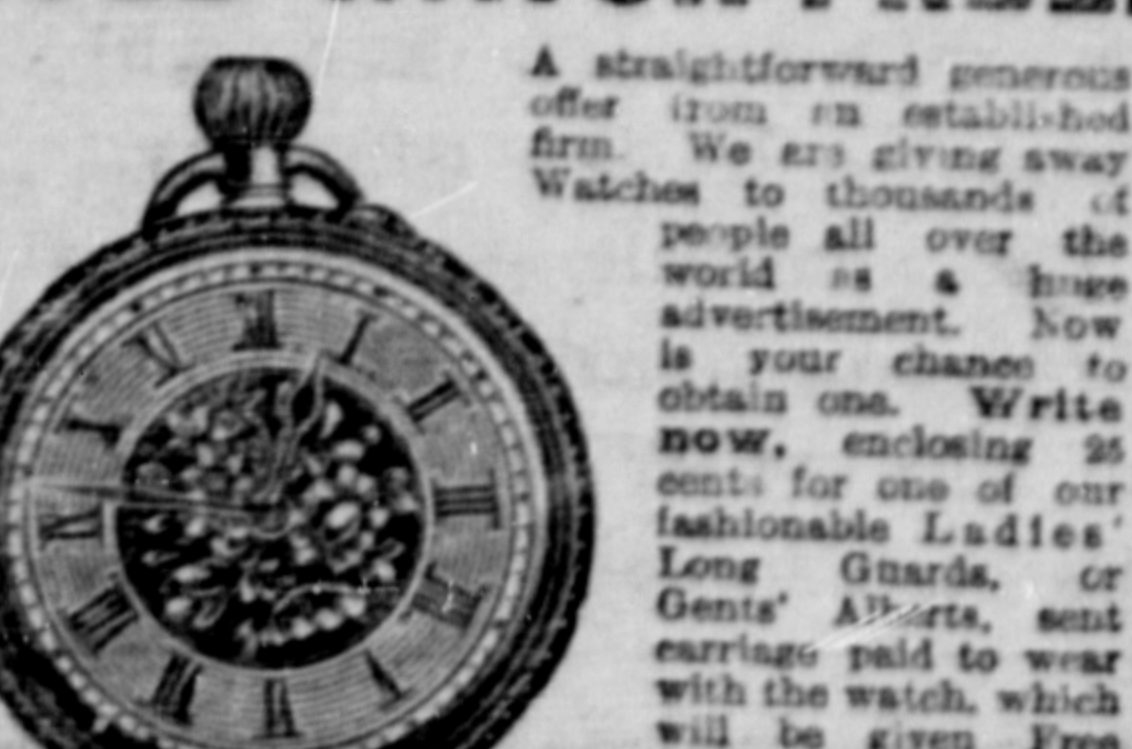 A straightforward generous
offer from an established
firm. We are giving away
Watches to thousands of
people all over the
world as a huge
advertisement. Now
is your chance to
obtain one. Write
now, enclosing 25
cents for one of our
fashionable Ladies'
Long Guards, or
Gents' Alberts, sent
carriage paid to wear
with the watch, which
will be given Free